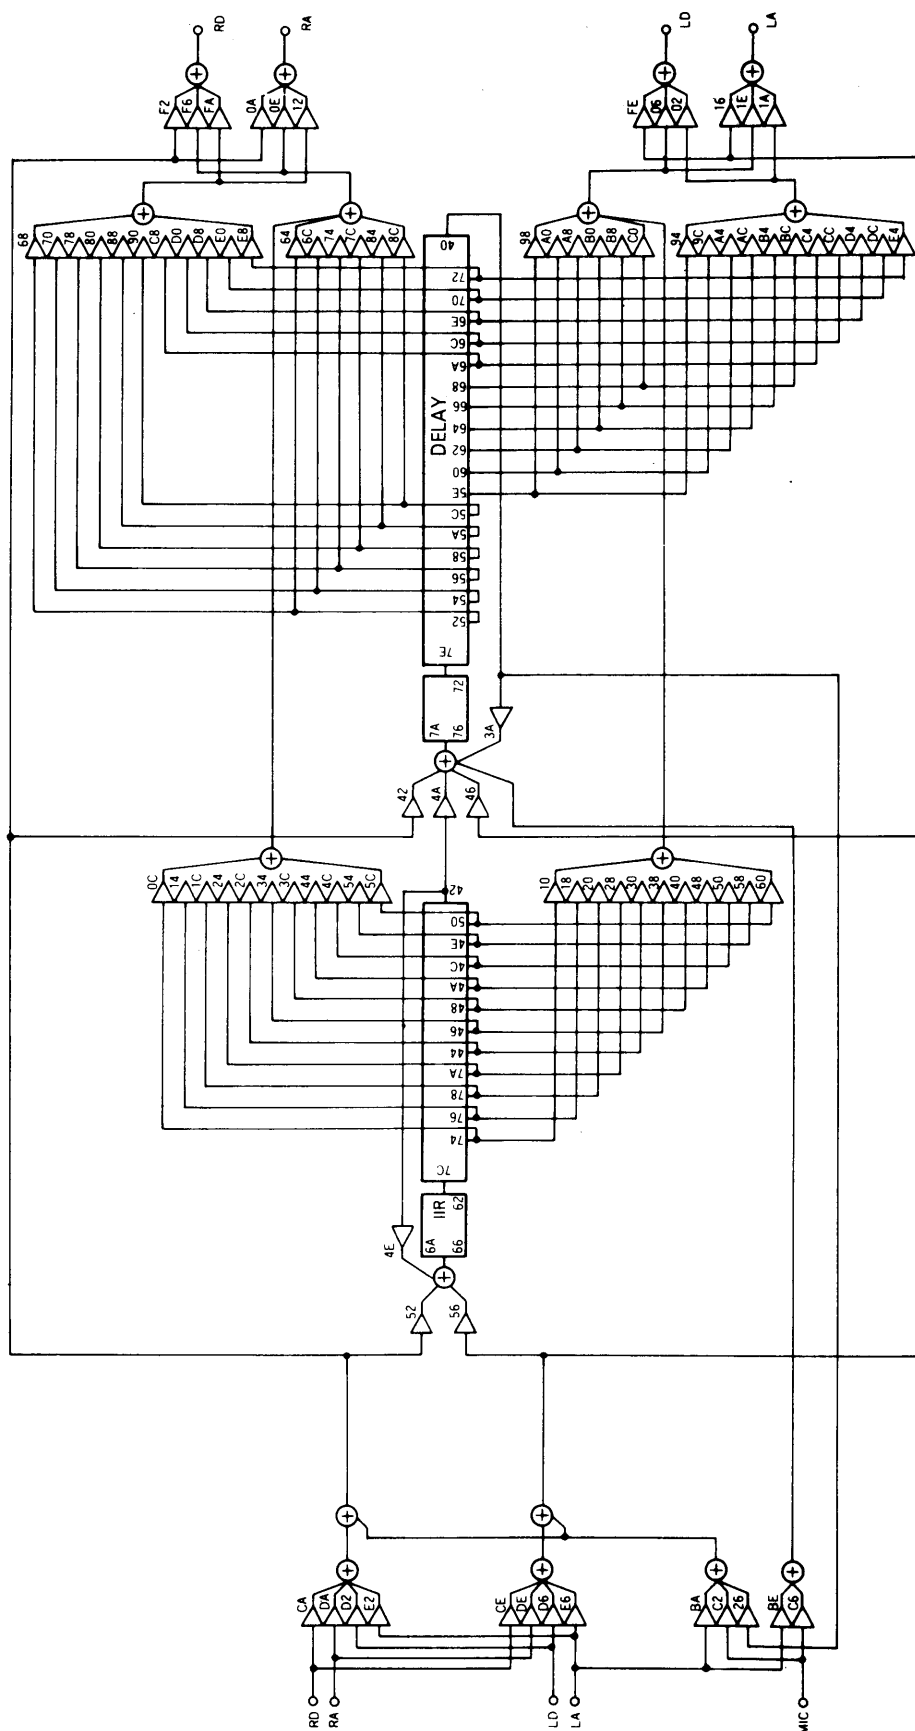 RD
RA
LD
LA
F2
F6
FA
0A
0E
12
FE
06
02
16
1E
1A
68
70
78
80
88
90
C8
D0
D8
E0
E8
64
6C
74
7C
84
8C
98
A0
A8
B0
B8
C0
94
9C
A4
AC
B4
BC
C4
CC
D4
DC
E4
40
72
70
6E
6C
6A
68
66
64
62
60
5E
5C
5A
58
56
54
52
DELAY
7E
72
7A
76
3A
42
4A
46
0C
14
1C
24
2C
34
3C
44
4C
54
5C
10
18
20
28
30
38
40
48
50
58
60
42
50
4E
4C
4A
48
46
44
7A
78
76
74
7C
IIR
62
6A
66
4E
52
56
CA
DA
D2
E2
CE
DE
D6
E6
BA
C2
26
BE
C6
RD
RA
LD
LA
MIC